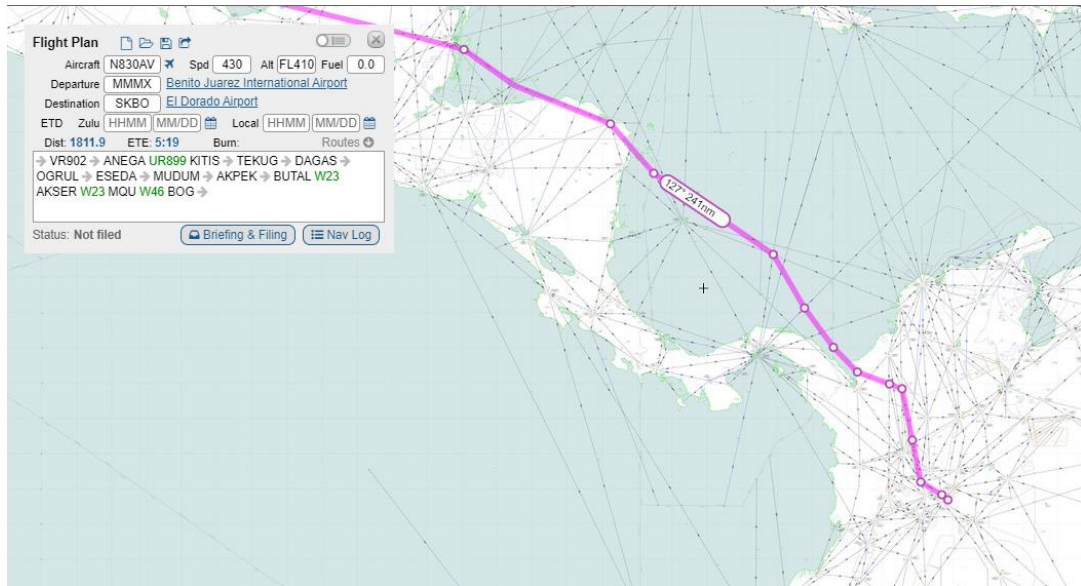 Flight Plan
Aircraft N830AV Spd 430 Alt FL410 Fuel 0.0
Departure MMMX Benito Juarez International Airport
Destination SKBO El Dorado Airport
ETD Zulu HHMM MM/DD Local HHMM MM/DD
Dist: 1811.9 ETE: 5:19 Burn: Routes
→ VR902 → ANEGA UR899 KITIS → TEKUG → DAGAS →
OGRUL → ESEDA → MUDUM → AKPEK → BUTAL W23
AKSER W23 MQU W46 BOG →
Status: Not filed Briefing & Filing Nav Log
127° 241nm